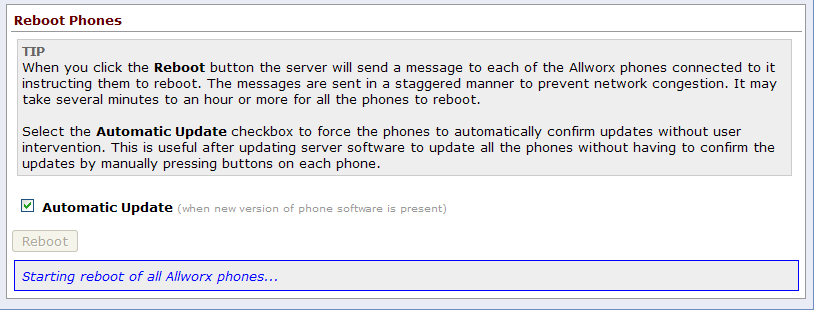 Reboot Phones
TIP
When you click the Reboot button the server will send a message to each of the Allworx phones connected to it
instructing them to reboot. The messages are sent in a staggered manner to prevent network congestion. It may
take several minutes to an hour or more for all the phones to reboot.
Select the Automatic Update checkbox to force the phones to automatically confirm updates without user
intervention. This is useful after updating server software to update all the phones without having to confirm the
updates by manually pressing buttons on each phone.
Automatic Update (when new version of phone software is present)
Reboot
Starting reboot of all Allworx phones...